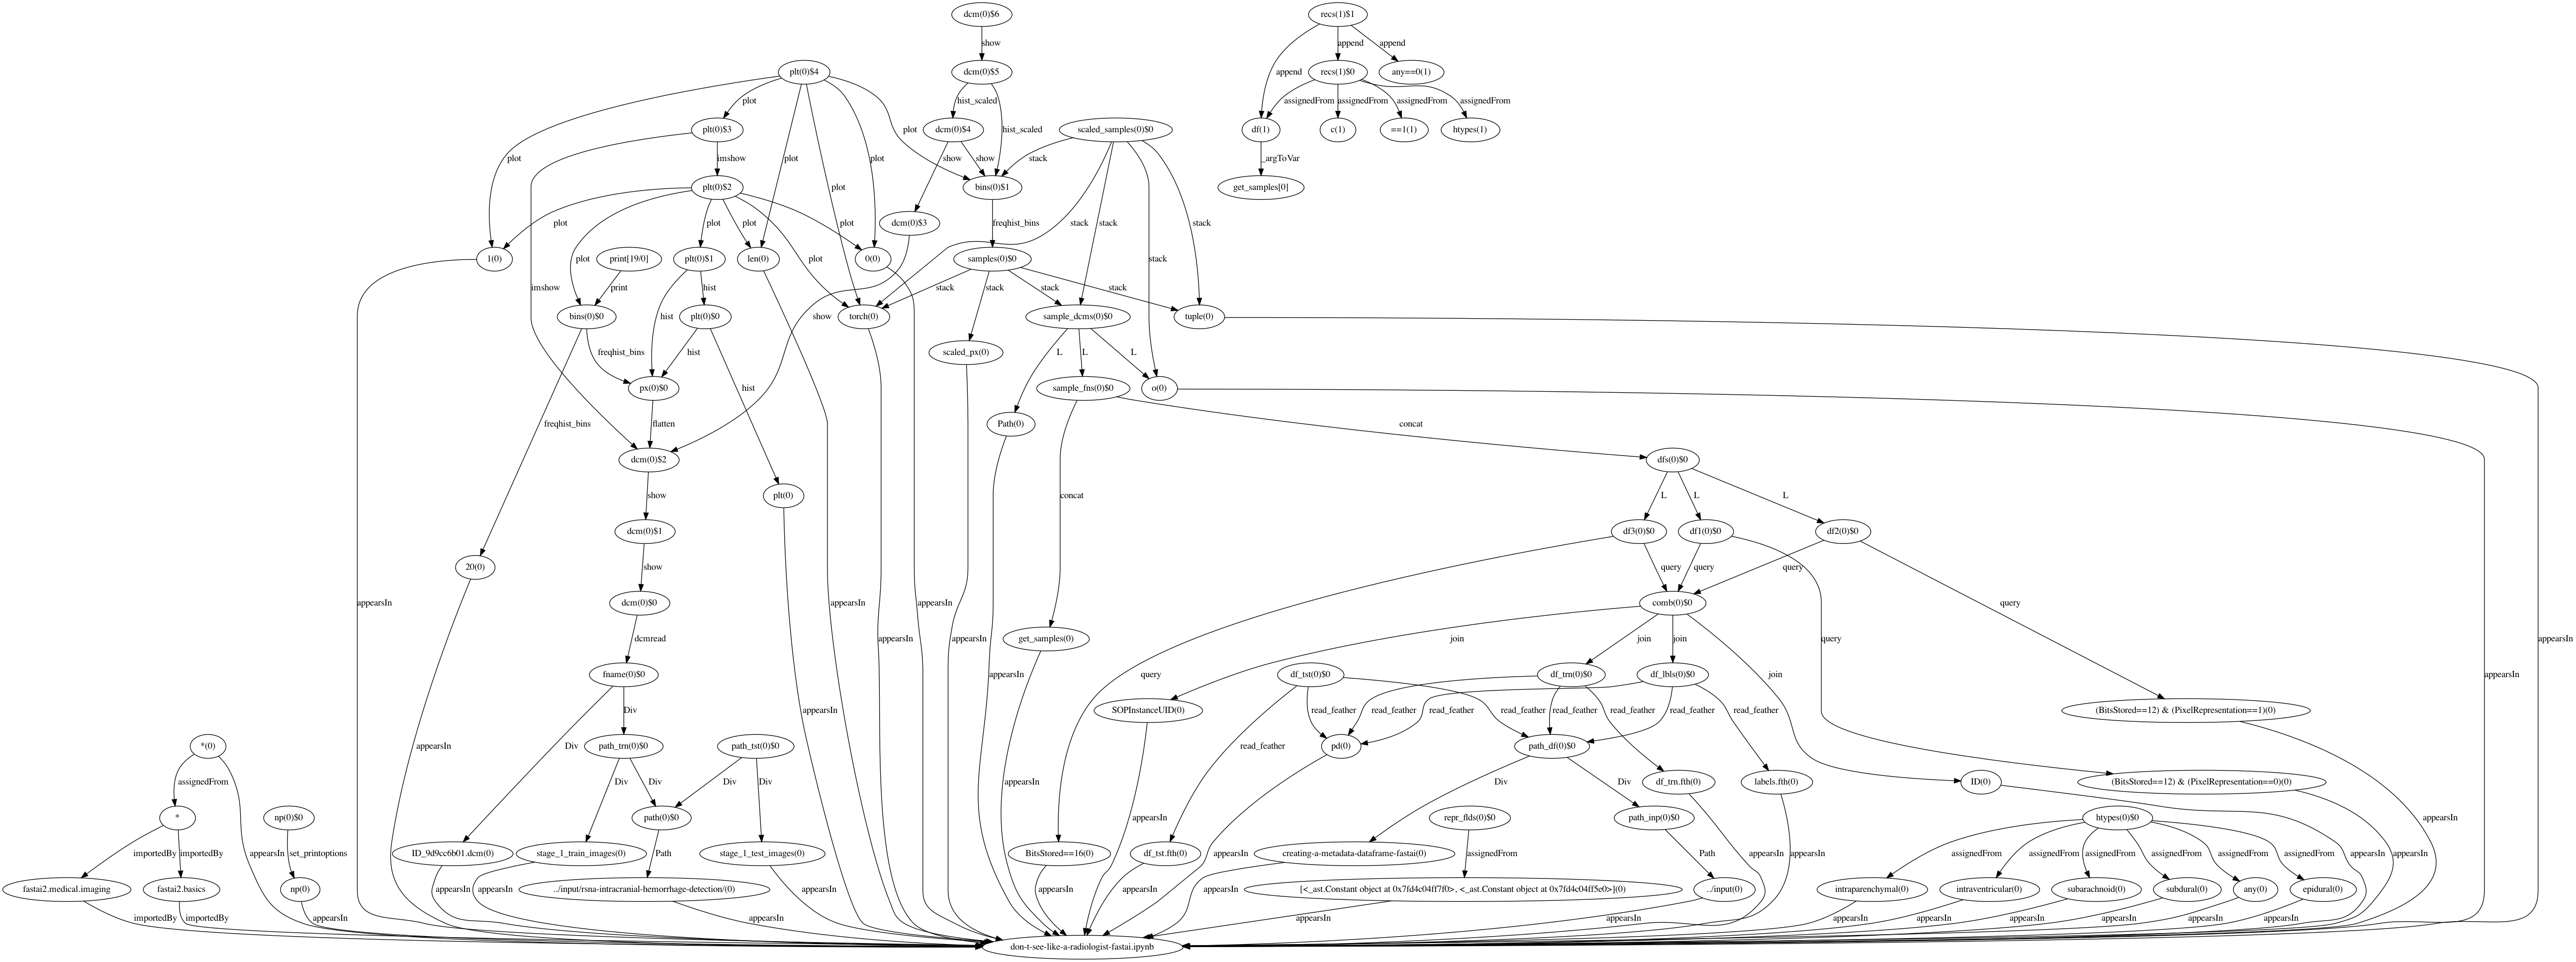 dcm(0)$6
recs(1)$1
show
append
append
plt(0)$4
dcm(0)$5
append
recs(1)$0
any==0(1)
plot
hist_scaled
assignedFrom
assignedFrom
assignedFrom
assignedFrom
plt(0)$3
dcm(0)$4
hist_scaled
scaled_samples(0)$0
df(1)
c(1)
==1(1)
htypes(1)
plot
plot
plot
plot
plot
imshow
show
show
stack
_argToVar
plt(0)$2
bins(0)$1
get_samples[0]
plot
plot
plot
plot
dcm(0)$3
freqhist_bins
stack
stack
stack
1(0)
plot
print[19/0]
plt(0)$1
len(0)
plot
0(0)
samples(0)$0
stack
imshow
print
hist
stack
stack
stack
stack
bins(0)$0
hist
plt(0)$0
show
torch(0)
sample_dcms(0)$0
tuple(0)
freqhist_bins
hist
scaled_px(0)
L
L
L
px(0)$0
hist
sample_fns(0)$0
o(0)
freqhist_bins
flatten
Path(0)
concat
dcm(0)$2
dfs(0)$0
show
plt(0)
concat
L
L
L
dcm(0)$1
df3(0)$0
df1(0)$0
df2(0)$0
20(0)
show
query
query
query
appearsIn
dcm(0)$0
appearsIn
appearsIn
comb(0)$0
query
dcmread
appearsIn
appearsIn
get_samples(0)
join
join
join
query
fname(0)$0
appearsIn
query
df_tst(0)$0
df_trn(0)$0
df_lbls(0)$0
join
appearsIn
Div
appearsIn
SOPInstanceUID(0)
read_feather
read_feather
read_feather
read_feather
read_feather
read_feather
(BitsStored==12) & (PixelRepresentation==1)(0)
*(0)
appearsIn
Div
path_trn(0)$0
path_tst(0)$0
read_feather
pd(0)
path_df(0)$0
assignedFrom
Div
Div
Div
Div
appearsIn
Div
Div
df_trn.fth(0)
labels.fth(0)
ID(0)
(BitsStored==12) & (PixelRepresentation==0)(0)
*
np(0)$0
path(0)$0
appearsIn
repr_flds(0)$0
path_inp(0)$0
htypes(0)$0
appearsIn
importedBy
importedBy
appearsIn
set_printoptions
ID_9d9cc6b01.dcm(0)
stage_1_train_images(0)
Path
stage_1_test_images(0)
BitsStored==16(0)
df_tst.fth(0)
appearsIn
creating-a-metadata-dataframe-fastai(0)
assignedFrom
Path
appearsIn
appearsIn
assignedFrom
assignedFrom
assignedFrom
assignedFrom
assignedFrom
assignedFrom
appearsIn
appearsIn
fastai2.medical.imaging
fastai2.basics
np(0)
appearsIn
appearsIn
../input/rsna-intracranial-hemorrhage-detection/(0)
appearsIn
appearsIn
appearsIn
appearsIn
[<_ast.Constant object at 0x7fd4c04ff7f0>, <_ast.Constant object at 0x7fd4c04ff5e0>](0)
../input(0)
intraparenchymal(0)
intraventricular(0)
subarachnoid(0)
subdural(0)
any(0)
epidural(0)
importedBy
importedBy
appearsIn
appearsIn
appearsIn
appearsIn
appearsIn
appearsIn
appearsIn
appearsIn
appearsIn
appearsIn
don-t-see-like-a-radiologist-fastai.ipynb